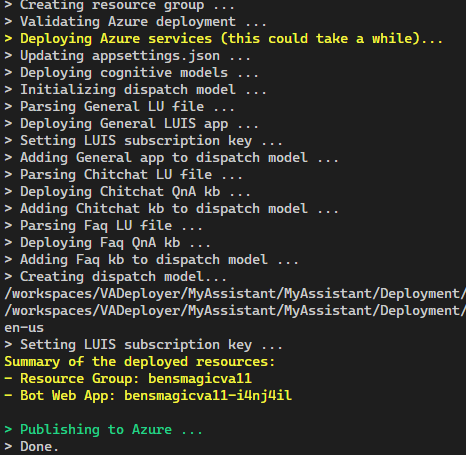 > Creating resource group ...
> Validating Azure deployment ...
> Deploying Azure services (this could take a while)...
> Updating appsettings.json ...
> Deploying cognitive models ...
> Initializing dispatch model ...
> Parsing General LU file ...
> Deploying General LUIS app ...
> Setting LUIS subscription key ...
> Adding General app to dispatch model ...
> Parsing Chitchat LU file ...
> Deploying Chitchat QnA kb ...
> Adding Chitchat kb to dispatch model ...
> Parsing Faq LU file ...
> Deploying Faq QnA kb ...
> Adding Faq kb to dispatch model ...
> Creating dispatch model...
/workspaces/VADeployer/MyAssistant/MyAssistant/Deployment/
/workspaces/VADeployer/MyAssistant/MyAssistant/Deployment/
en-us
> Setting LUIS subscription key ...
Summary of the deployed resources:
- Resource Group: bensmagicva11
- Bot Web App: bensmagicva11-i4nj4il
> Publishing to Azure ...
> Done.